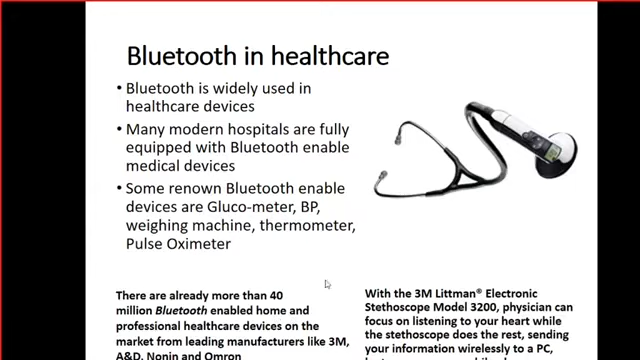 Bluetooth in healthcare
• Bluetooth is widely used in
healthcare devices
• Many modern hospitals are fully
equipped with Bluetooth enable
medical devices
• Some renown Bluetooth enable
devices are Gluco-meter, BP,
weighing machine, thermometer,
Pulse Oximeter
There are already more than 40
million Bluetooth enabled home and
professional healthcare devices on the
market from leading manufacturers like 3M,
A&D, Nonin and Omron
With the 3M Littman® Electronic
Stethoscope Model 3200, physician can
focus on listening to your heart while
the stethoscope does the rest, sending
your information wirelessly to a PC,